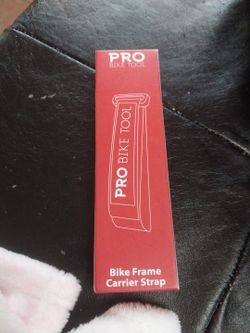 PRO
BIKE TOOL
PRO BIKE TOOL
Bike Frame
Carrier Strap